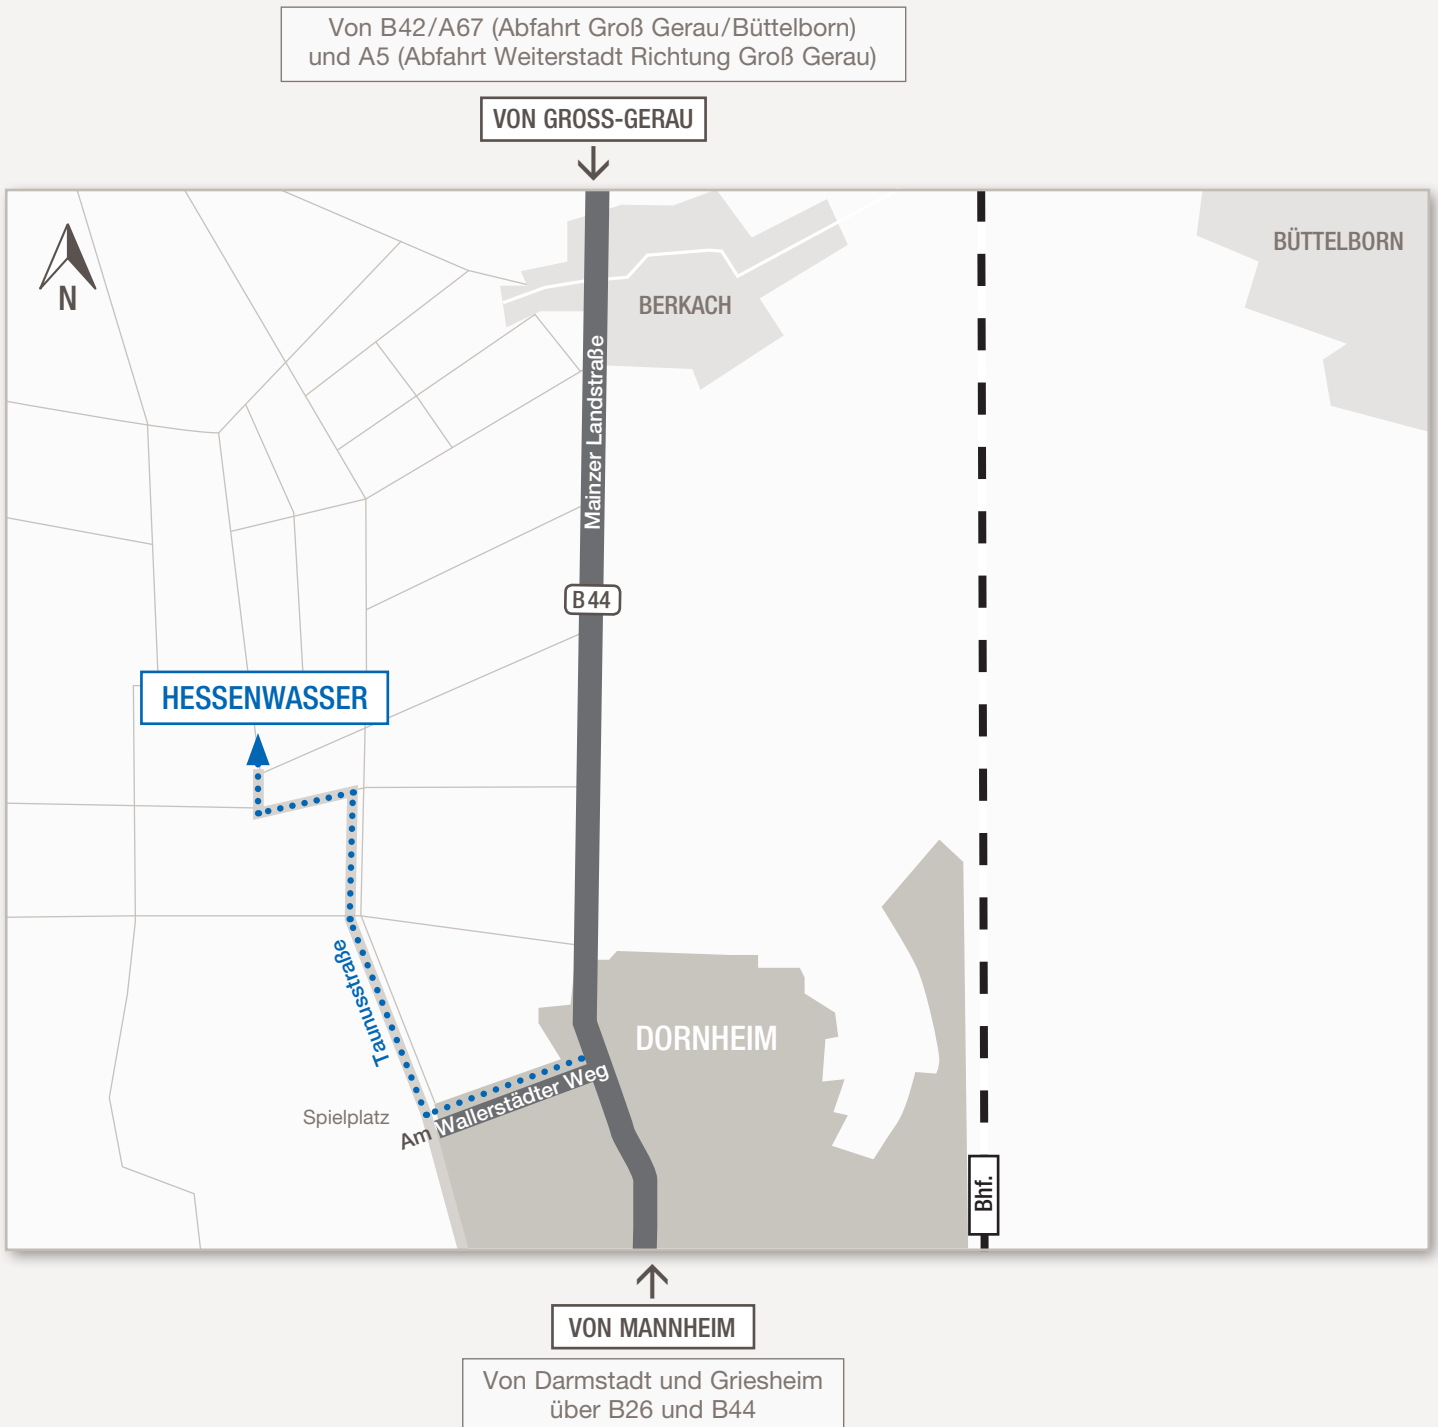 Von B42/A67 (Abfahrt Groß Gerau/Büttelborn)
und A5 (Abfahrt Weiterstadt Richtung Groß Gerau)
VON GROSS-GERAU
N
BÜTTELBORN
BERKACH
Mainzer Landstraße
B 44
HESSENWASSER
Taunusstraße
DORNHEIM
Spielplatz
Am Wallerstädter Weg
Bhf.
VON MANNHEIM
Von Darmstadt und Griesheim
über B26 und B44